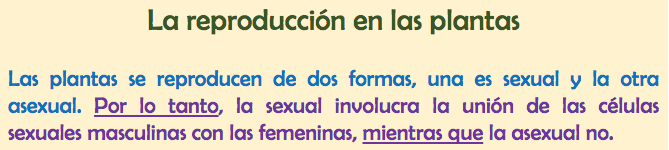 La reproducción en las plantas
Las plantas se reproducen de dos formas, una es sexual y la otra
asexual. Por lo tanto, la sexual involucra la unión de las células
sexuales masculinas con las femeninas, mientras que la asexual no.